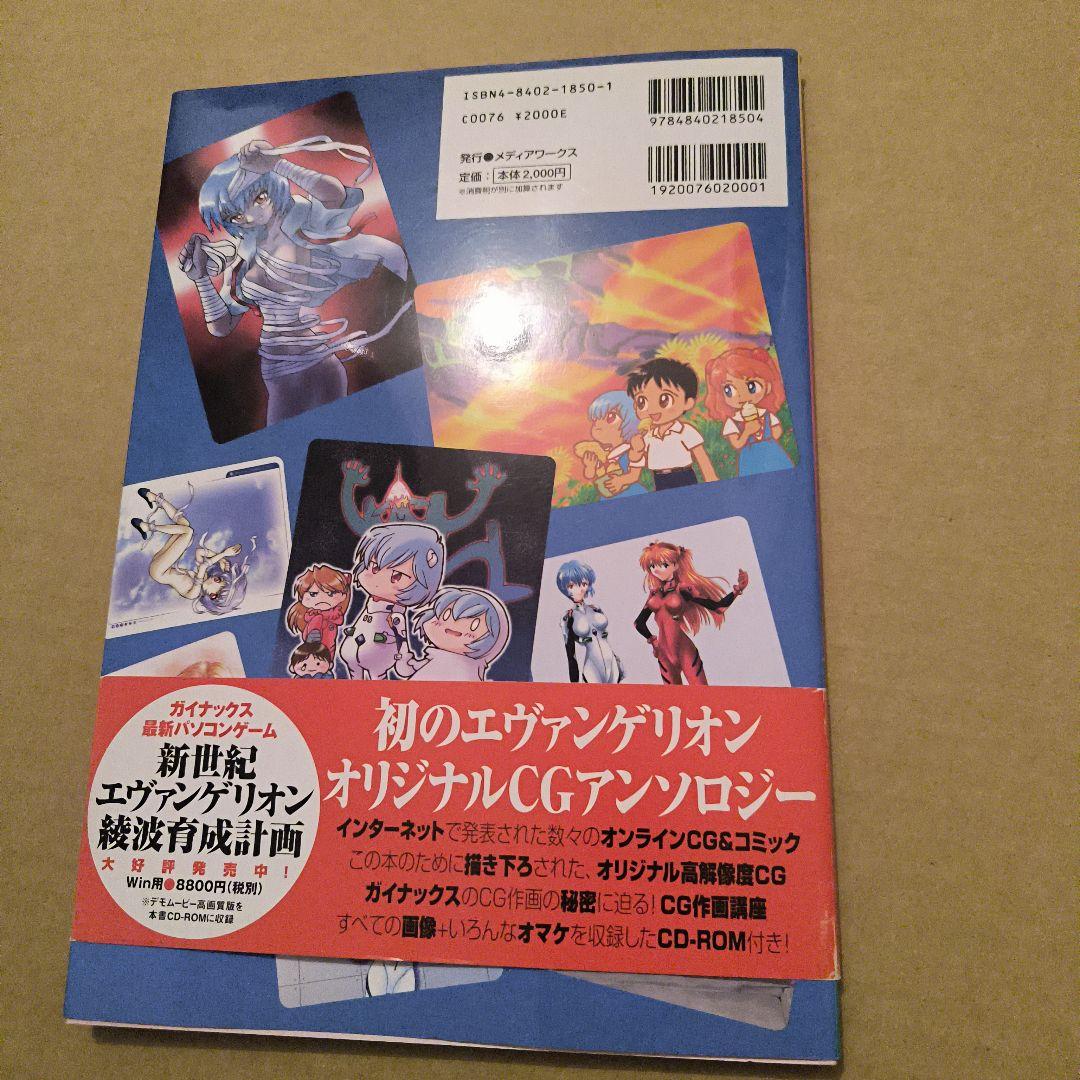 ISBN4-8402-1850-1
C0076 ¥2000E
9784840218504
発行●メディアワークス
定価：本体2,000円
※消費税が別に加算されます
1920076020001
ガイナックス
最新パソコンゲーム
新世紀
エヴァンゲリオン
綾波育成計画
大好評発売中！
Win用●8800円(税別)
※デモムービー高画質版を
本書CD-ROMに収録
初のエヴァンゲリオン
オリジナルCGアンソロジー
インターネットで発表された数々のオンラインCG&コミック
この本のために描き下ろされた、オリジナル高解像度CG
ガイナックスのCG作画の秘密に迫る！CG作画講座
すべての画像+いろんなオマケを収録したCD-ROM付き！